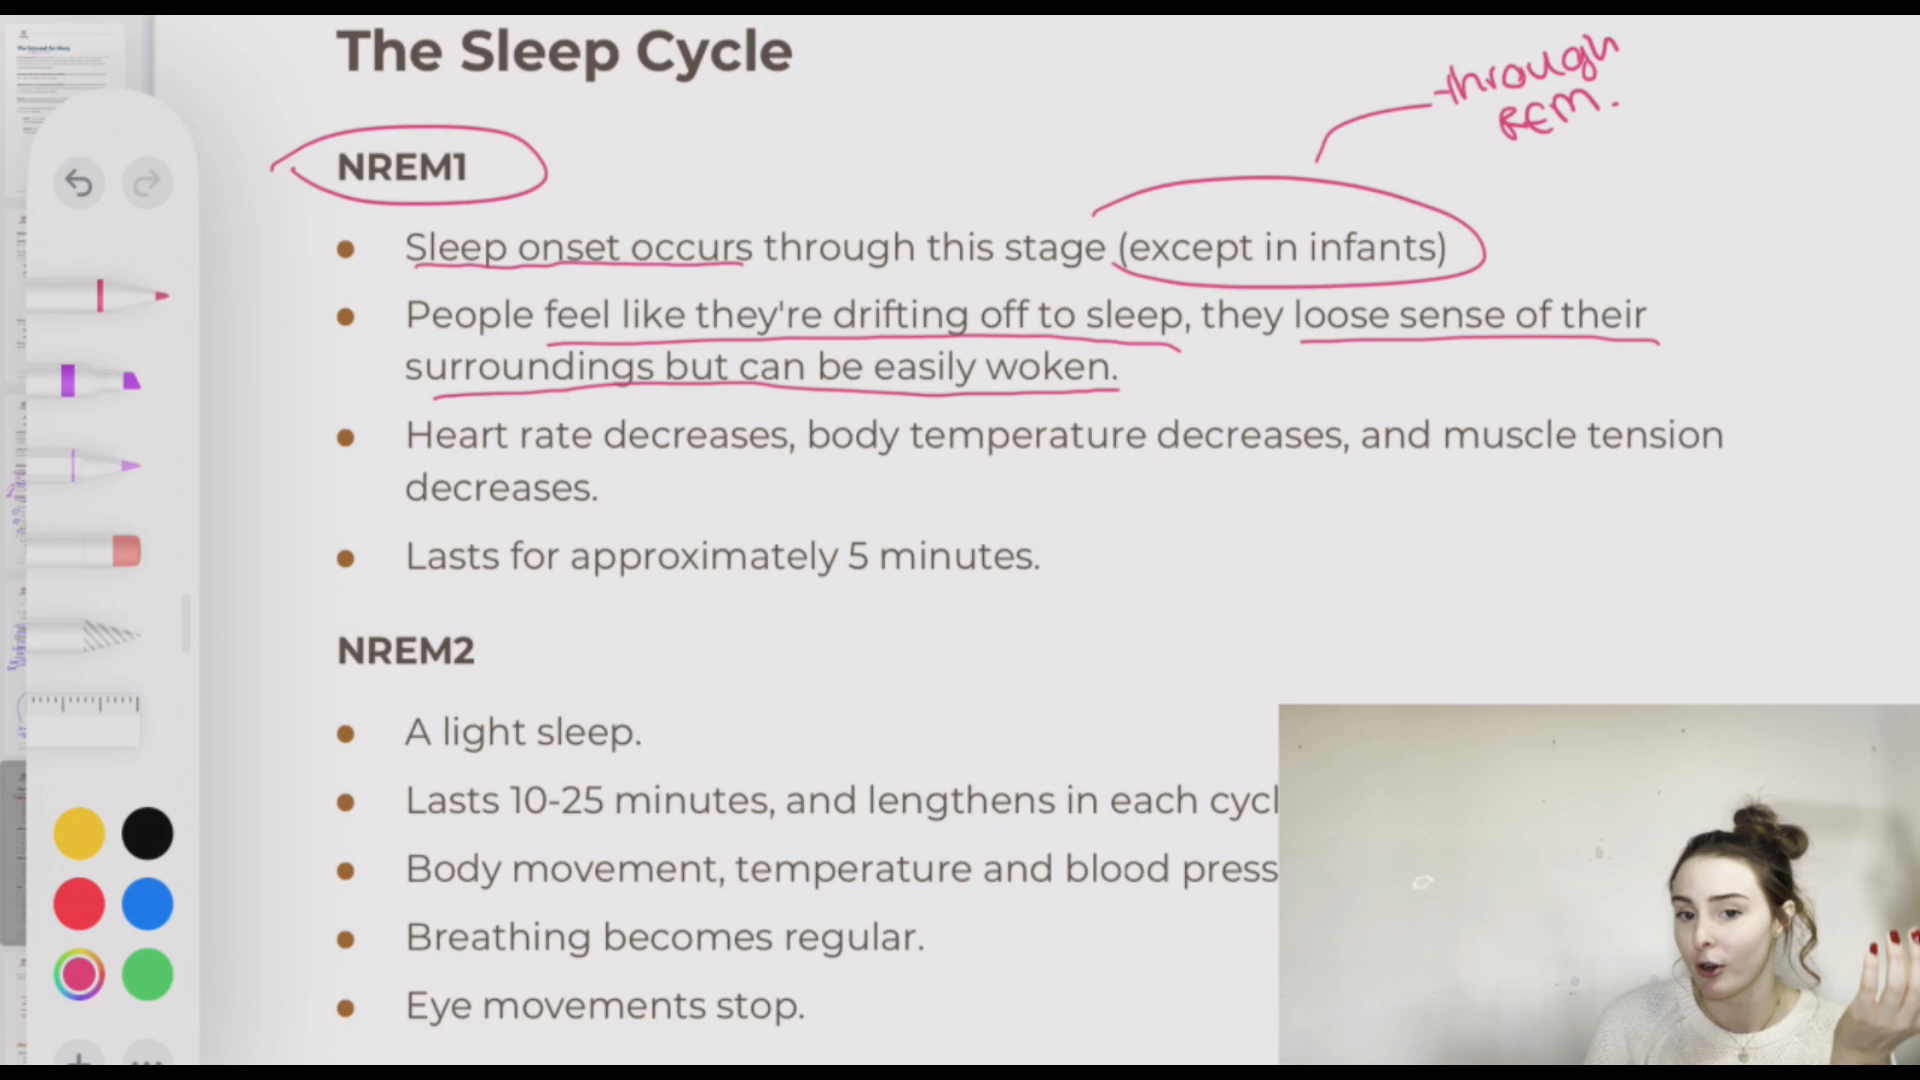 The Sleep Cycle
through
REM.
NREM1
Sleep onset occurs through this stage (except in infants)
People feel like they're drifting off to sleep, they loose sense of their
surroundings but can be easily woken.
Heart rate decreases, body temperature decreases, and muscle tension
decreases.
Lasts for approximately 5 minutes.
NREM2
A light sleep.
Lasts 10-25 minutes, and lengthens in each cycl
Body movement, temperature and blood press
Breathing becomes regular.
Eye movements stop.